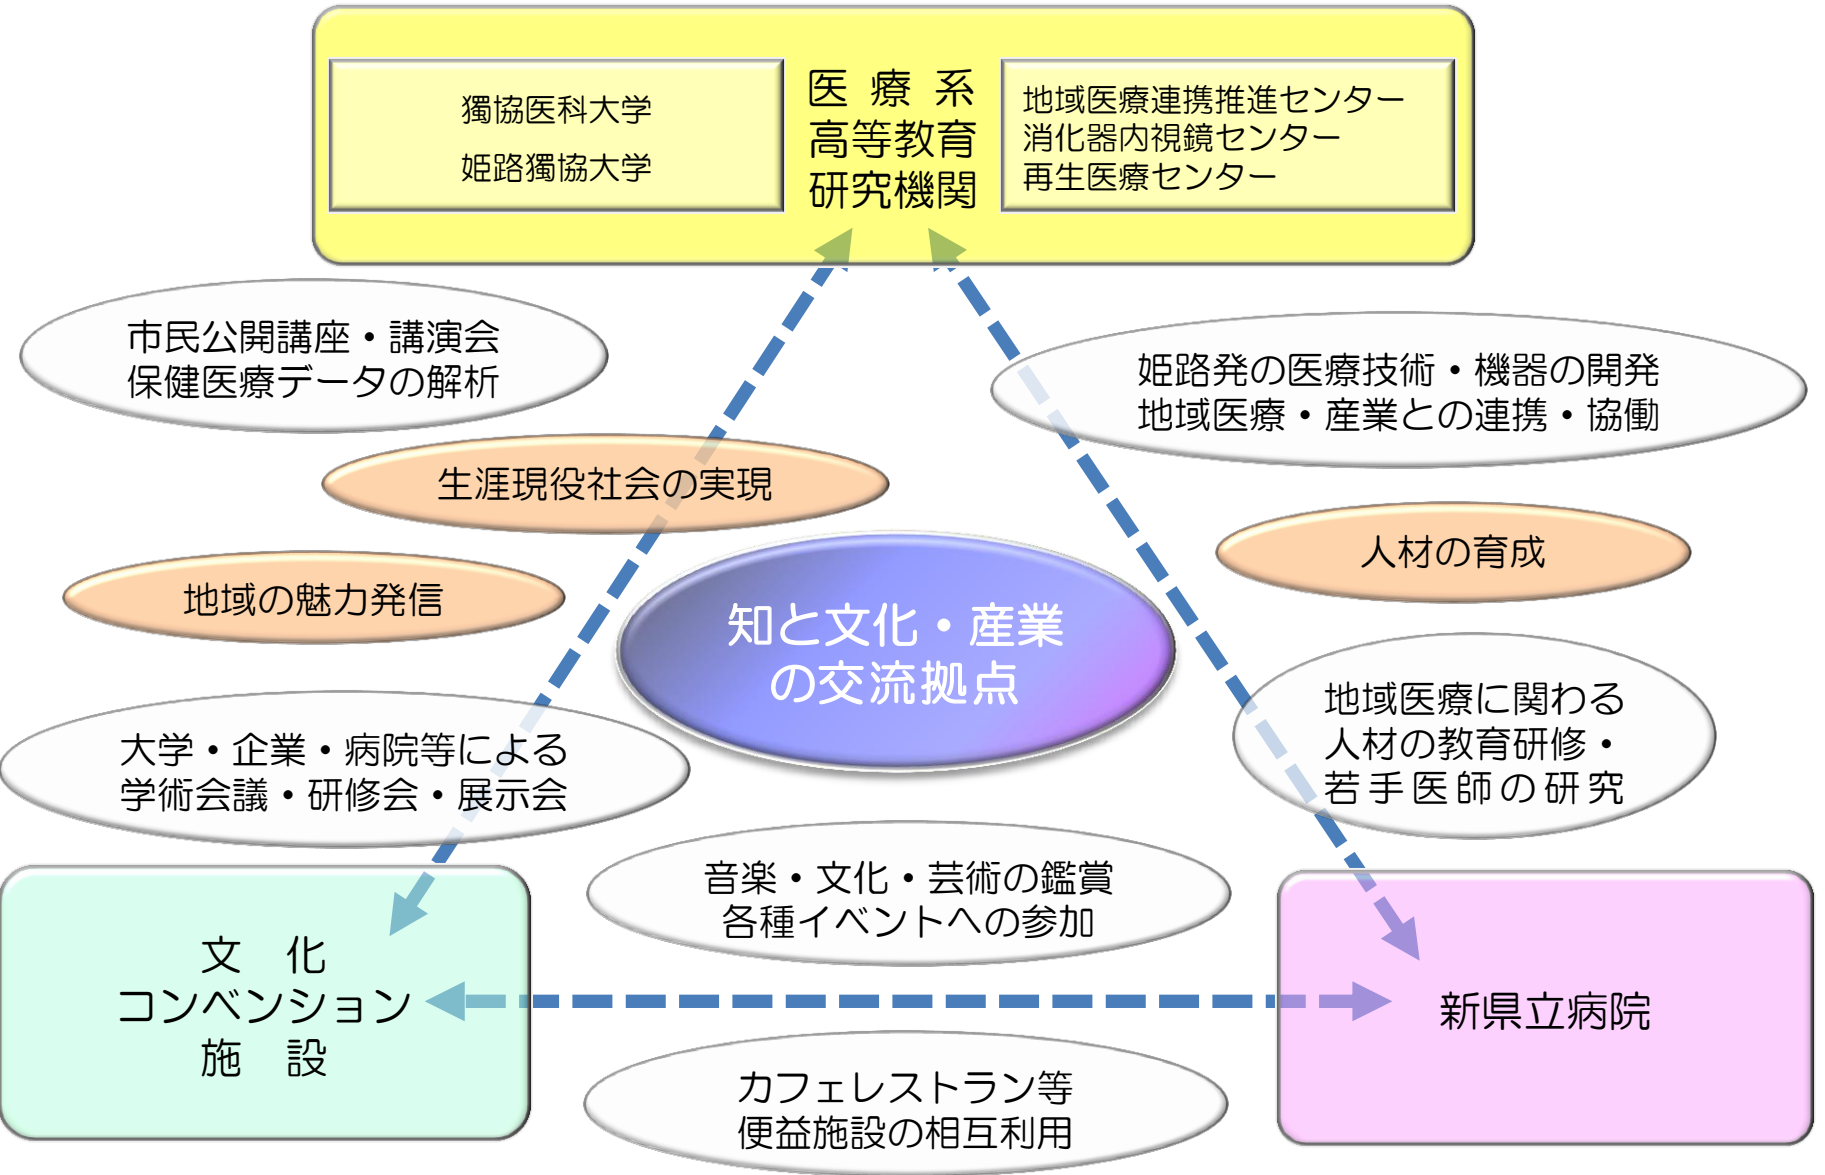 獨協医科大学
姫路獨協大学
医療系
高等教育
研究機関
地域医療連携推進センター
消化器内視鏡センター
再生医療センター
市民公開講座・講演会
保健医療データの解析
姫路発の医療技術・機器の開発
地域医療・産業との連携・協働
生涯現役社会の実現
人材の育成
地域の魅力発信
知と文化・産業
の交流拠点
地域医療に関わる
人材の教育研修・
若手医師の研究
大学・企業・病院等による
学術会議・研修会・展示会
音楽・文化・芸術の鑑賞
各種イベントへの参加
文　化
コンベンション
施　設
新県立病院
カフェレストラン等
便益施設の相互利用